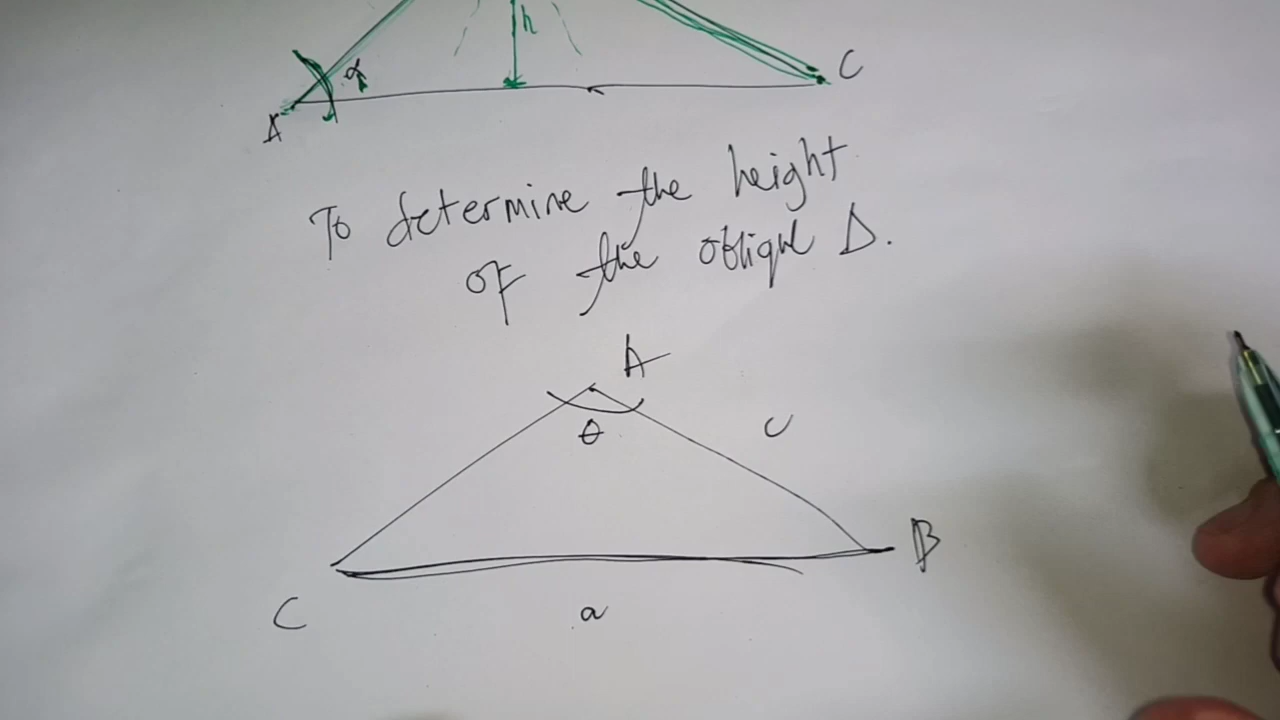 h
α
C
A
To determine the height
of the oblique Δ.
A
θ
c
B
C
a